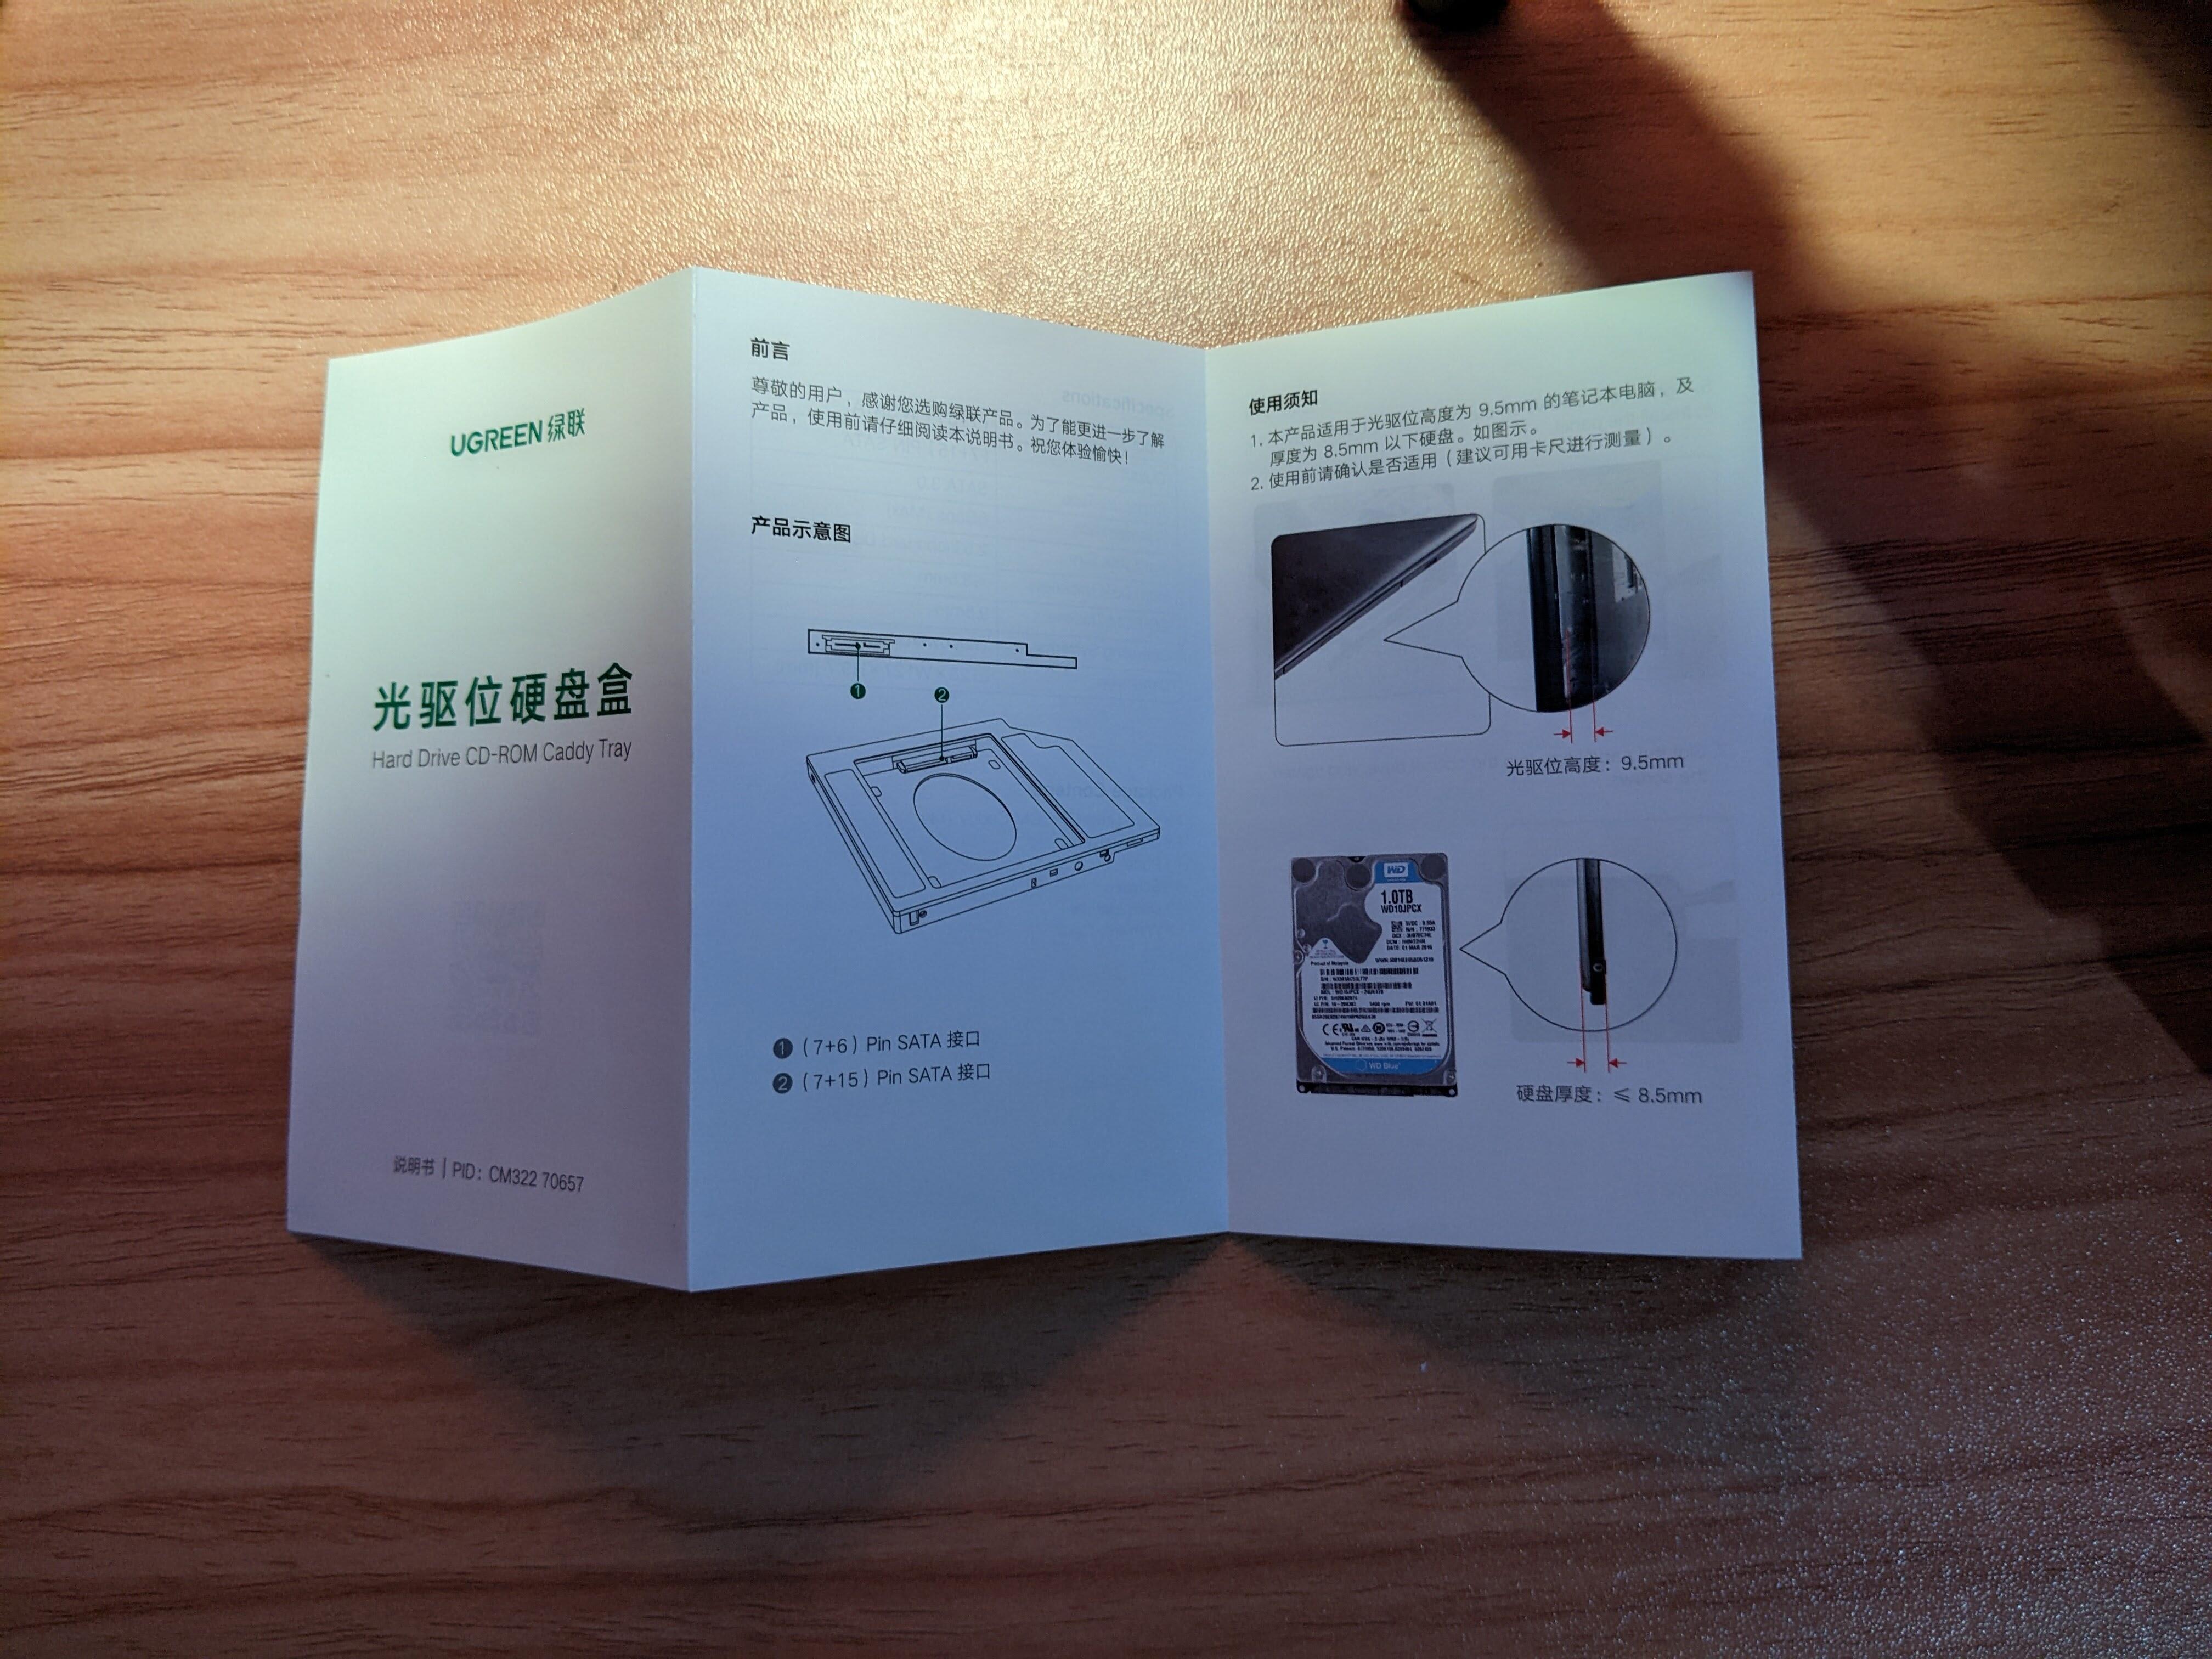 UGREEN 绿联
光驱位硬盘盒
Hard Drive CD-ROM Caddy Tray
说明书 | PID: CM322 70657
前言
尊敬的用户，感谢您选购绿联产品。为了能更进一步了解
产品，使用前请仔细阅读本说明书。祝您体验愉快！
产品示意图
1
2
1 (7+6) Pin SATA 接口
2 (7+15) Pin SATA 接口
使用须知
1. 本产品适用于光驱位高度为 9.5mm 的笔记本电脑，及
厚度为 8.5mm 以下硬盘。如图示。
2. 使用前请确认是否适用（建议可用卡尺进行测量）。
光驱位高度：9.5mm
WD
1.0TB
WD10JPCX
WD Blue
硬盘厚度：≤ 8.5mm